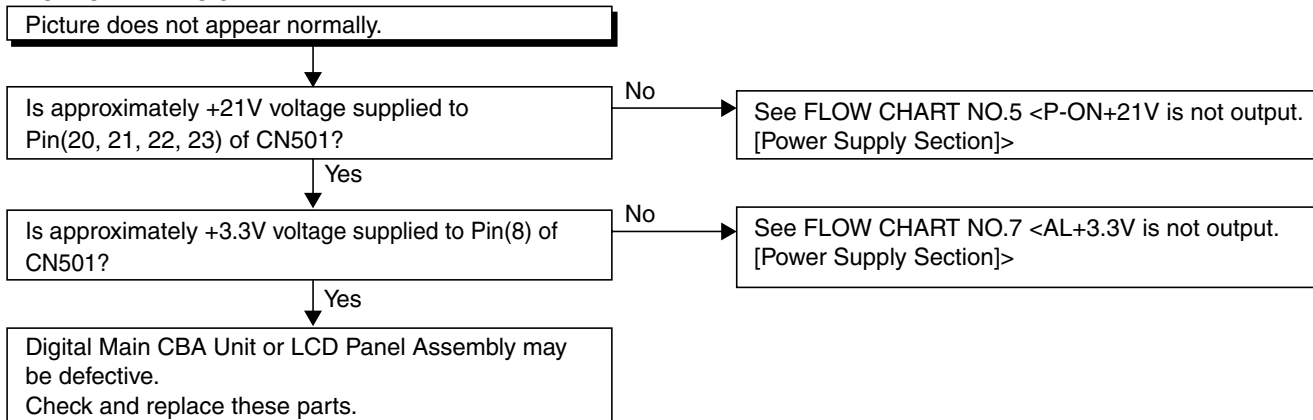 Picture does not appear normally.
Is approximately +21V voltage supplied to
Pin(20, 21, 22, 23) of CN501?
No
See FLOW CHART NO.5 <P-ON+21V is not output.
[Power Supply Section]>
Yes
Is approximately +3.3V voltage supplied to Pin(8) of
CN501?
No
See FLOW CHART NO.7 <AL+3.3V is not output.
[Power Supply Section]>
Yes
Digital Main CBA Unit or LCD Panel Assembly may
be defective.
Check and replace these parts.